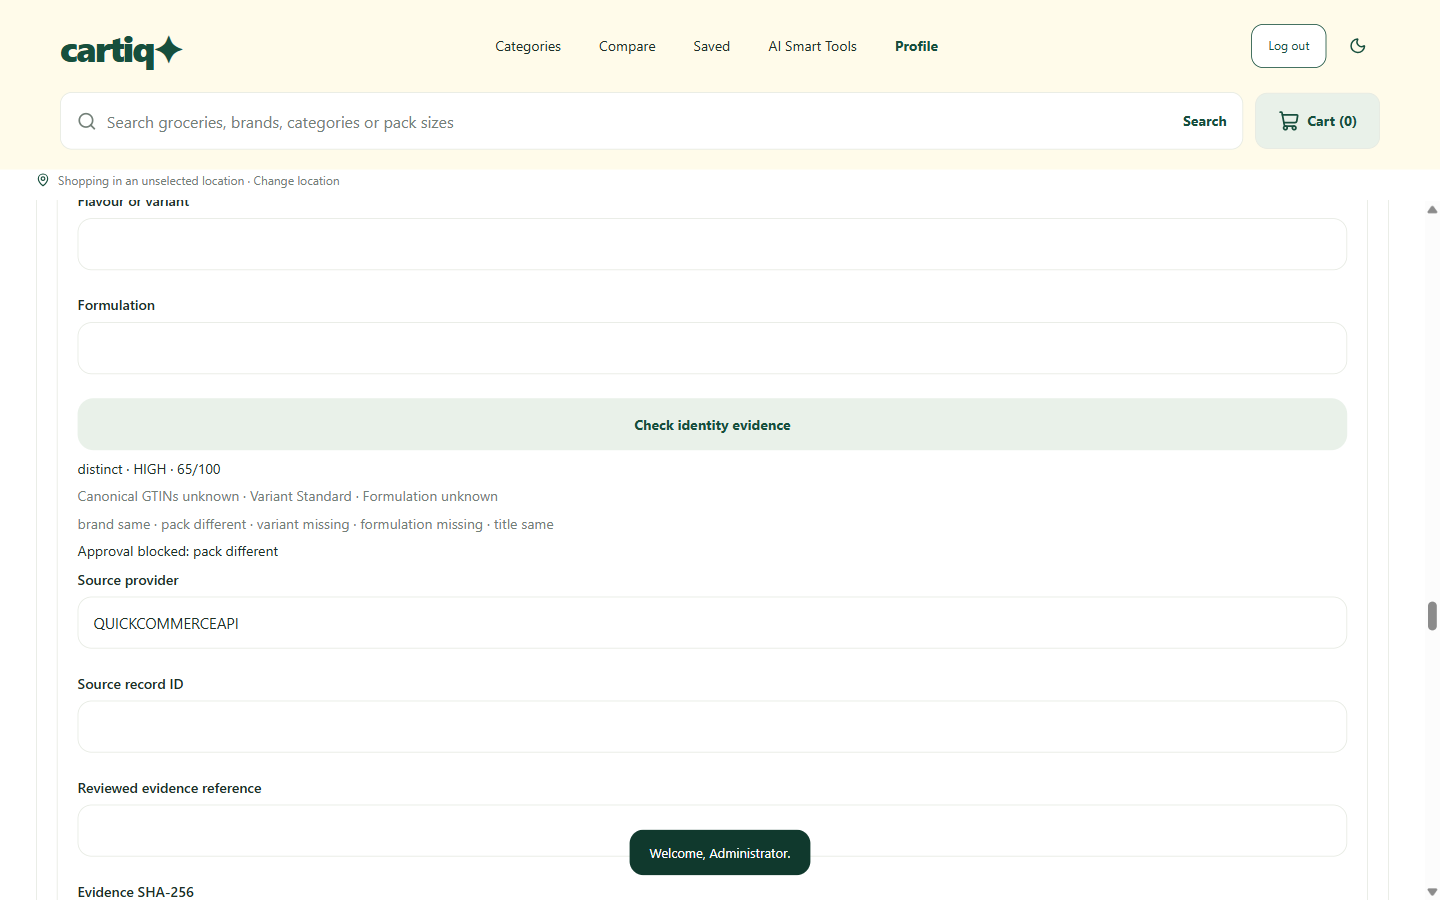 cartiq
Categories
Compare
Saved
AI Smart Tools
Profile
Log out
Search groceries, brands, categories or pack sizes
Search
Cart (0)
Shopping in an unselected location · Change location
Flavour or variant
Formulation
Check identity evidence
distinct · HIGH · 65/100
Canonical GTINs unknown · Variant Standard · Formulation unknown
brand same · pack different · variant missing · formulation missing · title same
Approval blocked: pack different
Source provider
QUICKCOMMERCEAPI
Source record ID
Reviewed evidence reference
Welcome, Administrator.
Evidence SHA-256